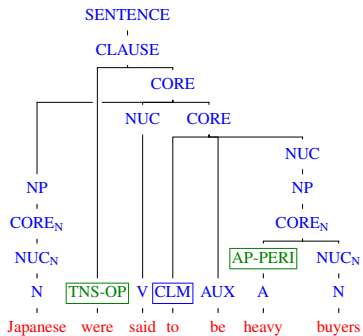 SENTENCE
CLAUSE
CORE
NUC CORE
NUC
NP NP
CORE_N CORE_N
NUC_N AP-PERI NUC_N
N TNS-OP V CLM AUX A N
Japanese were said to be heavy buyers